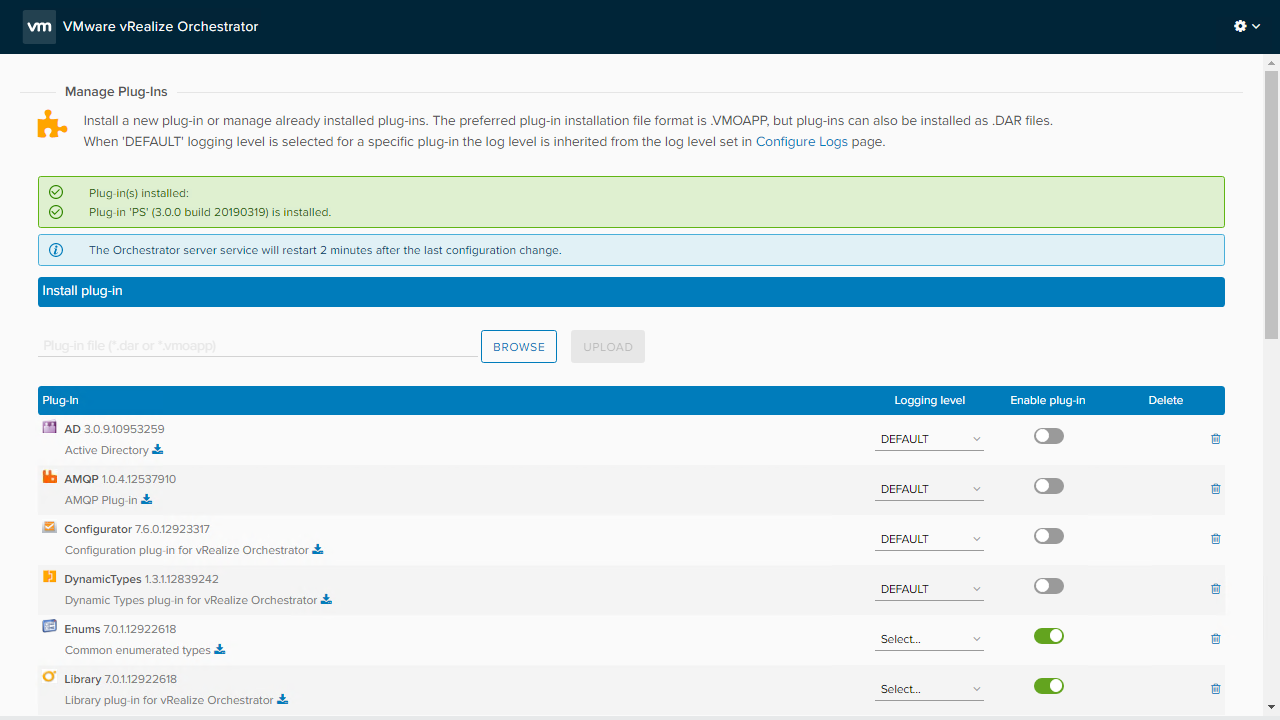 vm VMware vRealize Orchestrator
Manage Plug-Ins
Install a new plug-in or manage already installed plug-ins. The preferred plug-in installation file format is .VMOAPP, but plug-ins can also be installed as .DAR files.
When 'DEFAULT' logging level is selected for a specific plug-in the log level is inherited from the log level set in Configure Logs page.
Plug-in(s) installed:
Plug-in 'PS' (3.0.0 build 20190319) is installed.
The Orchestrator server service will restart 2 minutes after the last configuration change.
Install plug-in
Plug-in file (*.dar or *.vmoapp) BROWSE UPLOAD
Plug-In Logging level Enable plug-in Delete
AD 3.0.9.10953259
Active Directory DEFAULT
AMQP 1.0.4.12537910
AMQP Plug-in DEFAULT
Configurator 7.6.0.12923317
Configuration plug-in for vRealize Orchestrator DEFAULT
DynamicTypes 1.3.1.12839242
Dynamic Types plug-in for vRealize Orchestrator DEFAULT
Enums 7.0.1.12922618
Common enumerated types Select...
Library 7.0.1.12922618
Library plug-in for vRealize Orchestrator Select...